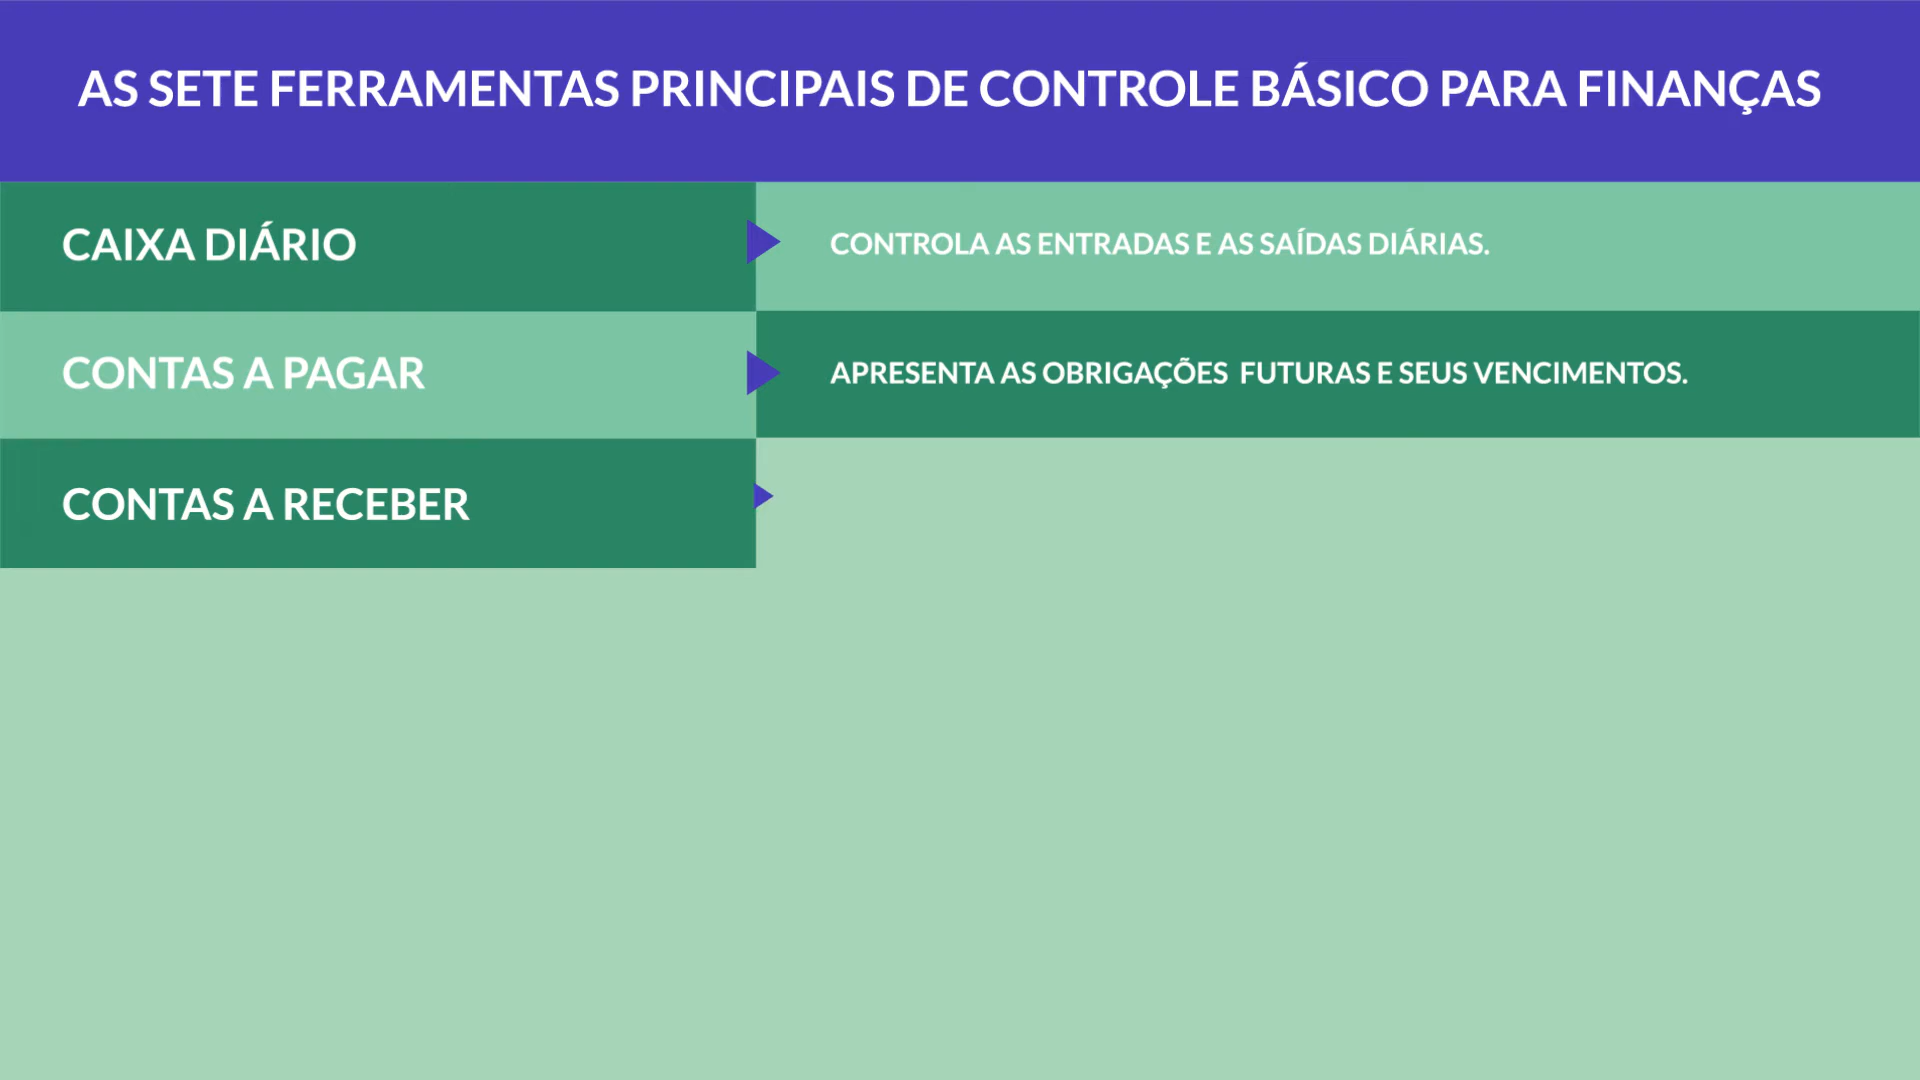 AS SETE FERRAMENTAS PRINCIPAIS DE CONTROLE BÁSICO PARA FINANÇAS
CAIXA DIÁRIO
CONTROLA AS ENTRADAS E AS SAÍDAS DIÁRIAS.
CONTAS A PAGAR
APRESENTA AS OBRIGAÇÕES FUTURAS E SEUS VENCIMENTOS.
CONTAS A RECEBER